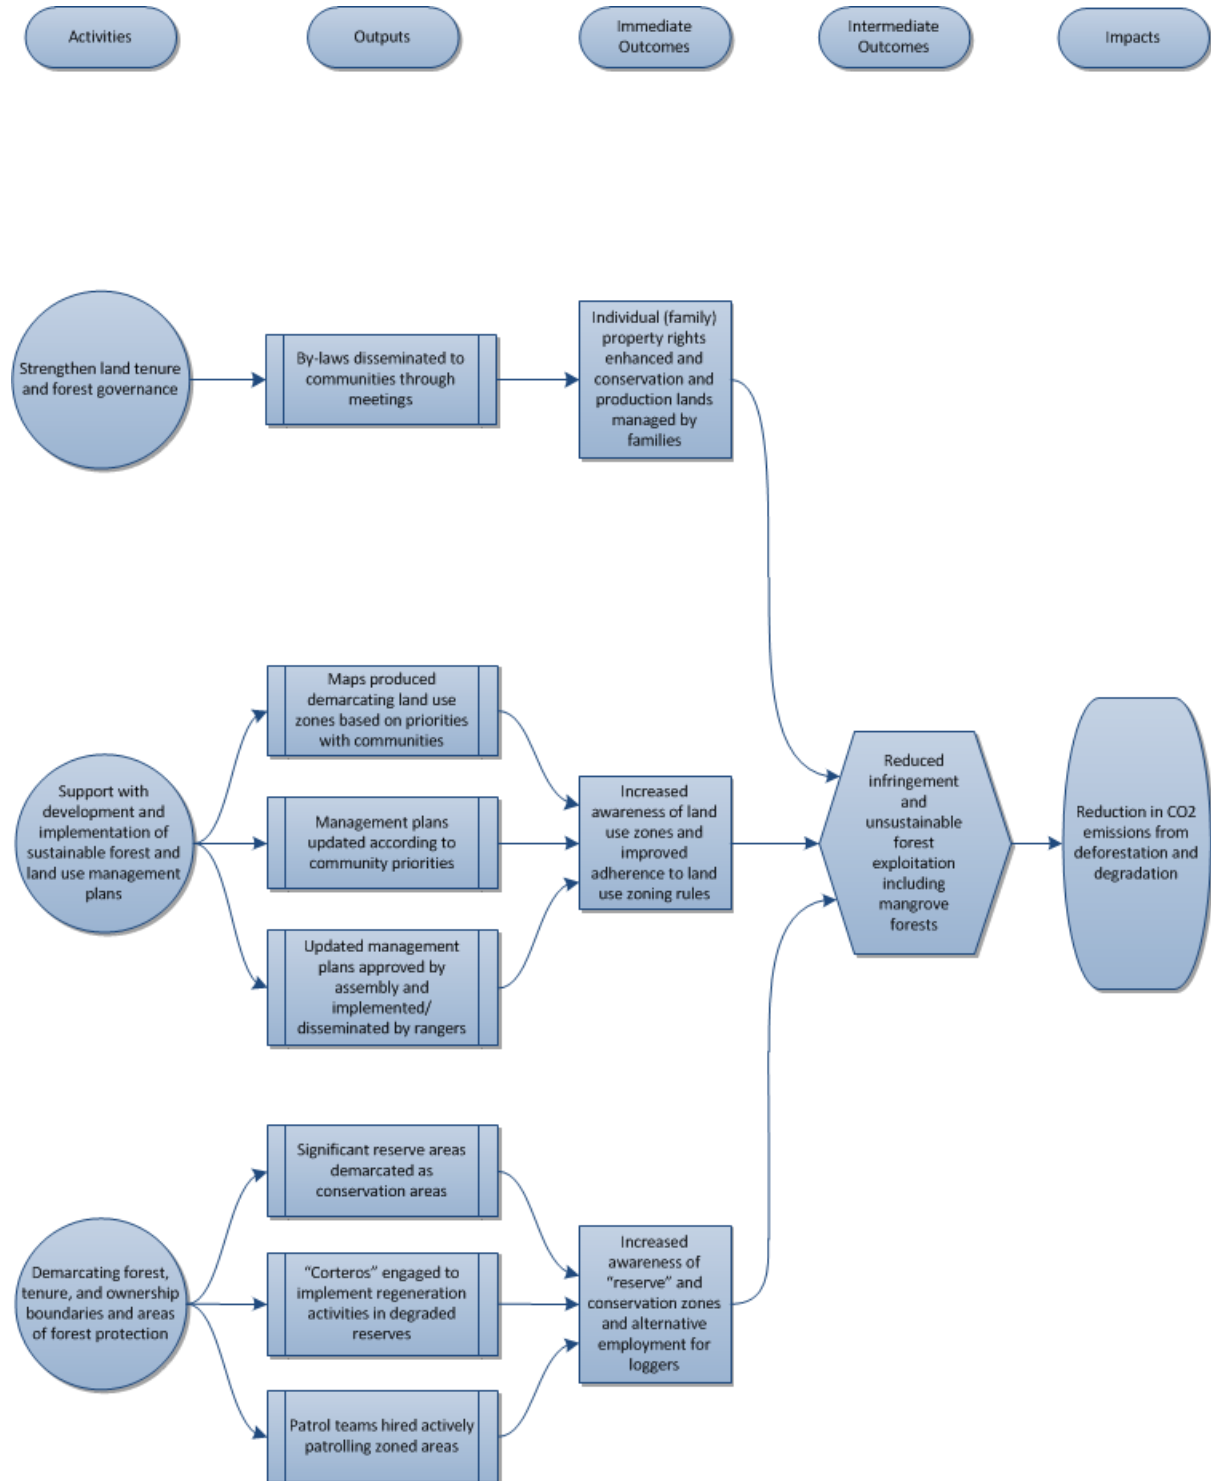 Activities
Outputs
Immediate
Outcomes
Intermediate
Outcomes
Impacts
Strengthen land tenure
and forest governance
By-laws disseminated to
communities through
meetings
Individual (family)
property rights
enhanced and
conservation and
production lands
managed by
families
Support with
development and
implementation of
sustainable forest and
land use management
plans
Maps produced
demarcating land use
zones based on priorities
with communities
Management plans
updated according to
community priorities
Updated management
plans approved by
assembly and
implemented/
disseminated by rangers
Increased
awareness of land
use zones and
improved
adherence to land
use zoning rules
Reduced
infringement
and
unsustainable
forest
exploitation
including
mangrove
forests
Reduction in CO2
emissions from
deforestation and
degradation
Demarcating forest,
tenure, and ownership
boundaries and areas
of forest protection
Significant reserve areas
demarcated as
conservation areas
“Corteros” engaged to
implement regeneration
activities in degraded
reserves
Patrol teams hired actively
patrolling zoned areas
Increased
awareness of
“reserve” and
conservation zones
and alternative
employment for
loggers